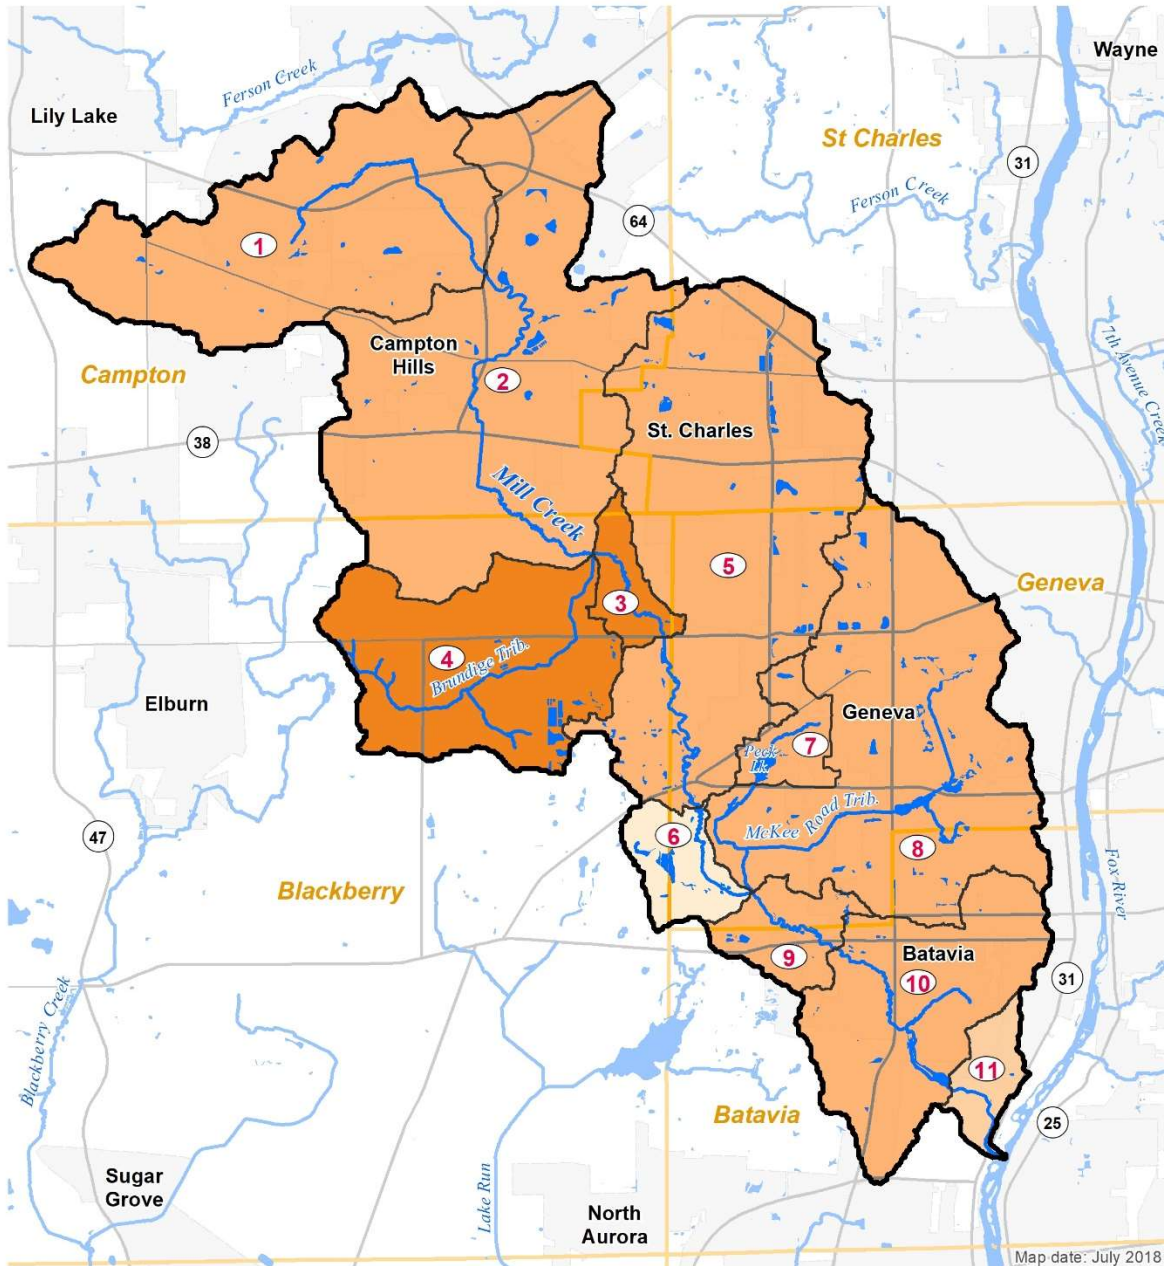 Wayne
Ferson Creek
Lily Lake
St Charles
31
Ferson Creek
64
1
7th Avenue Creek
Campton
Hills
Campton
2
St. Charles
38
Mill Creek
5
Geneva
3
4
Brundige Trib.
Elburn
Geneva
7
Peck
Lk.
McKee Road Trib.
6
47
8
Blackberry
Fox River
Batavia
9
10
31
Blackberry Creek
11
Batavia
25
Sugar
Grove
Lake Run
North
Aurora
Map date: July 2018